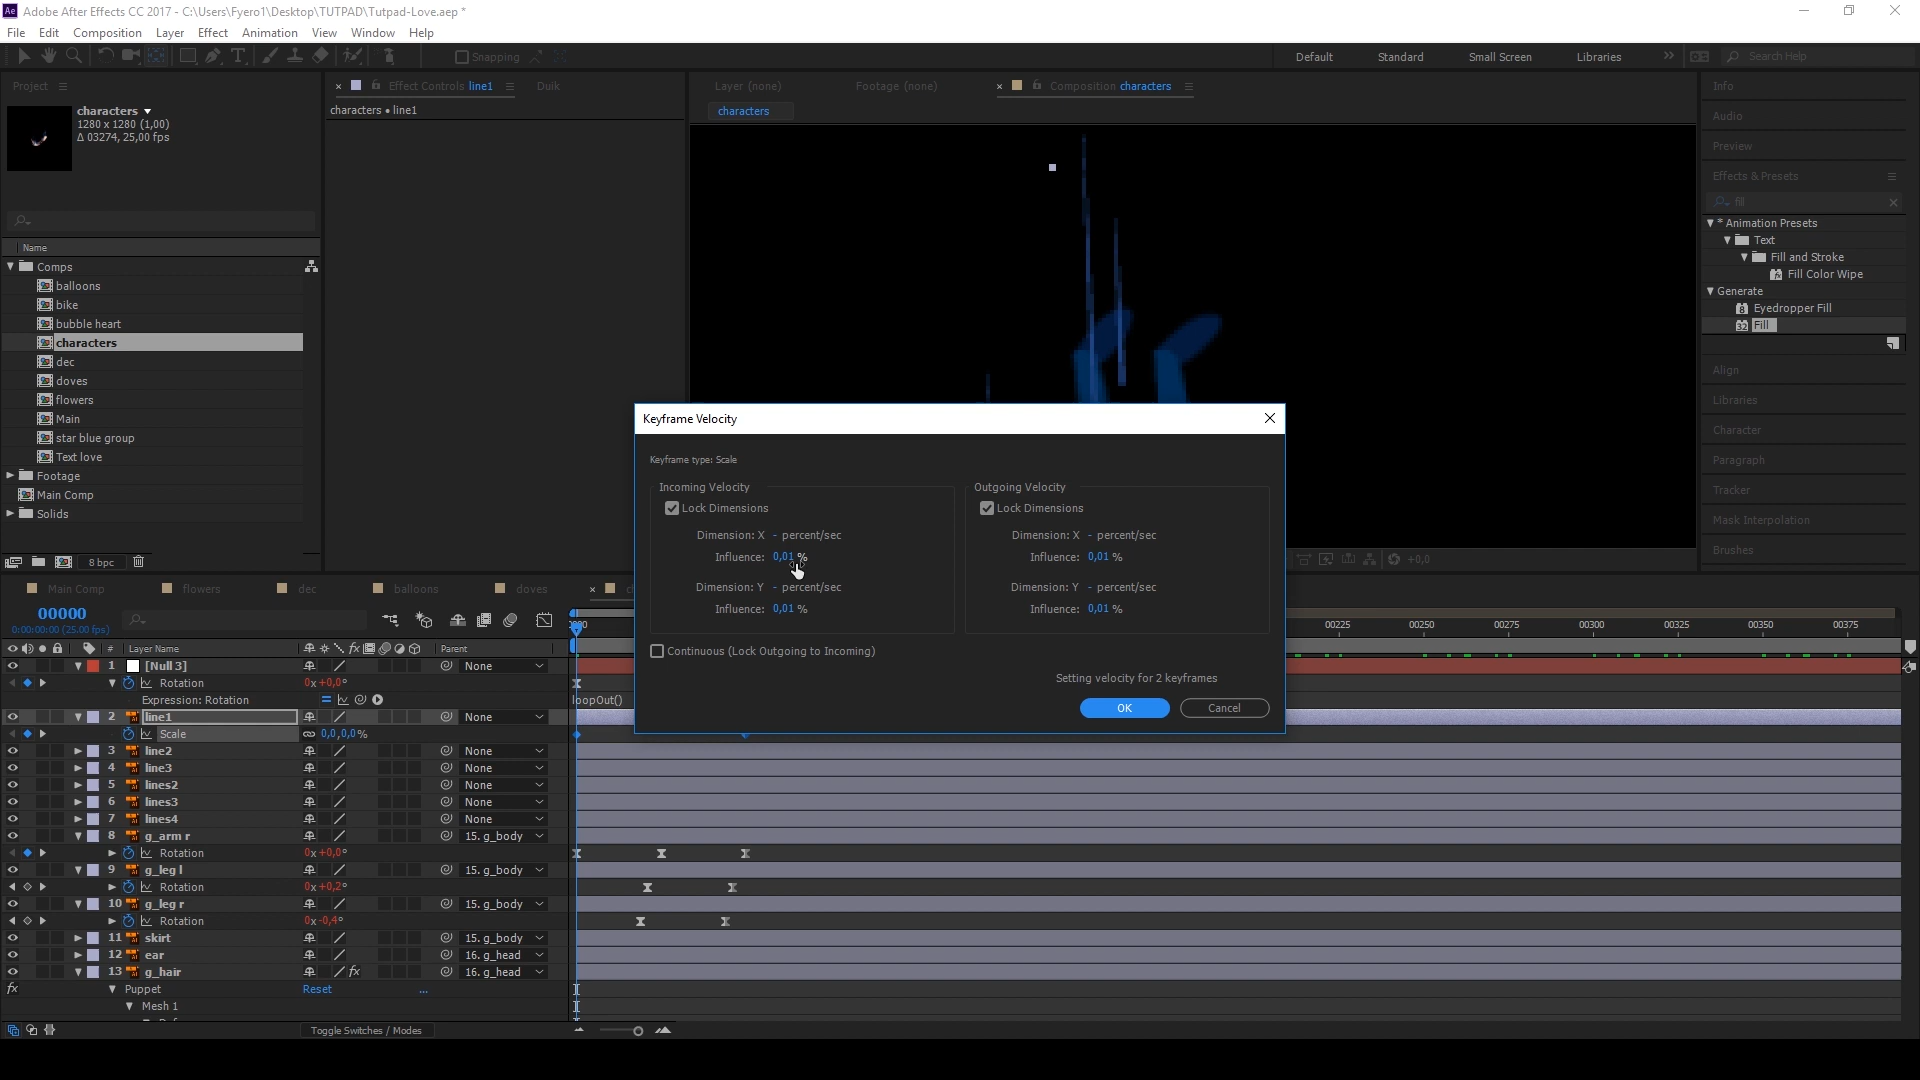 Adobe After Effects CC 2017 - C:\Users\Fyero1\Desktop\TUTPAD\Tutpad-Love.aep *
File Edit Composition Layer Effect Animation View Window Help
Snapping Default Standard Small Screen Libraries Search Help
Project
characters
1280 x 1280 (1,00)
Δ 03274, 25,00 fps
Name
Comps
balloons
bike
bubble heart
characters
dec
doves
flowers
Main
star blue group
Text love
Footage
Main Comp
Solids
8 bpc
Effect Controls line1
Duik
characters • line1
Layer (none)
Footage (none)
Composition characters
characters
+0,0
Info
Audio
Preview
Effects & Presets
fill
* Animation Presets
Text
Fill and Stroke
Fill Color Wipe
Generate
Eyedropper Fill
Fill
Align
Libraries
Character
Paragraph
Tracker
Mask Interpolation
Brushes
Keyframe Velocity
Keyframe type: Scale
Incoming Velocity
Lock Dimensions
Dimension: X - percent/sec
Influence: 0,01 %
Dimension: Y - percent/sec
Influence: 0,01 %
Outgoing Velocity
Lock Dimensions
Dimension: X - percent/sec
Influence: 0,01 %
Dimension: Y - percent/sec
Influence: 0,01 %
Continuous (Lock Outgoing to Incoming)
Setting velocity for 2 keyframes
OK Cancel
Main Comp flowers dec balloons doves
00000
0:00:00:00 (25.00 fps)
00225 00250 00275 00300 00325 00350 00375
# Layer Name Parent
1 [Null 3] None
Rotation 0x+0,0°
Expression: Rotation loopOut()
2 line1 None
Scale 0,0,0,0%
3 line2 None
4 line3 None
5 lines2 None
6 lines3 None
7 lines4 None
8 g_arm r 15. g_body
Rotation 0x+0,0°
9 g_leg l 15. g_body
Rotation 0x+0,2°
10 g_leg r 15. g_body
Rotation 0x-0,4°
11 skirt 15. g_body
12 ear 16. g_head
13 g_hair 16. g_head
fx Puppet Reset ...
Mesh 1
Toggle Switches / Modes